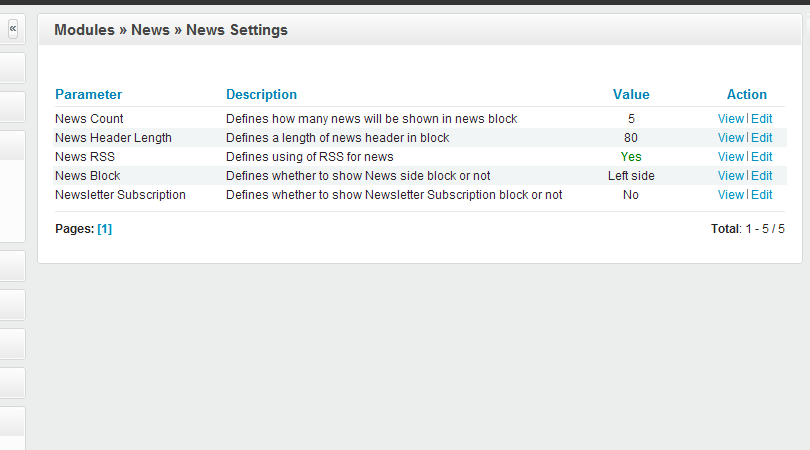 «
Modules » News » News Settings
Parameter Description Value Action
News Count Defines how many news will be shown in news block 5 View | Edit
News Header Length Defines a length of news header in block 80 View | Edit
News RSS Defines using of RSS for news Yes View | Edit
News Block Defines whether to show News side block or not Left side View | Edit
Newsletter Subscription Defines whether to show Newsletter Subscription block or not No View | Edit
Pages: [1] Total: 1 - 5 / 5